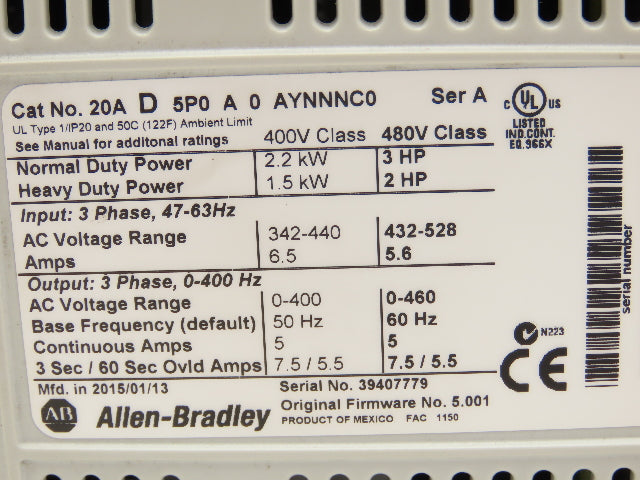 Cat No. 20A D 5P0 A 0 AYNNNC0 Ser A
UL Type 1/IP20 and 50C (122F) Ambient Limit
See Manual for additonal ratings 400V Class 480V Class
Normal Duty Power 2.2 kW 3 HP
Heavy Duty Power 1.5 kW 2 HP
Input: 3 Phase, 47-63Hz
AC Voltage Range 342-440 432-528
Amps 6.5 5.6
Output: 3 Phase, 0-400 Hz
AC Voltage Range 0-400 0-460
Base Frequency (default) 50 Hz 60 Hz
Continuous Amps 5 5
3 Sec / 60 Sec Ovld Amps 7.5 / 5.5 7.5 / 5.5
Mfd. in 2015/01/13 Serial No. 39407779
AB Allen-Bradley Original Firmware No. 5.001
PRODUCT OF MEXICO FAC 1150
C UL US
LISTED
IND.CONT.
EQ.966X
serial number
N223
CE